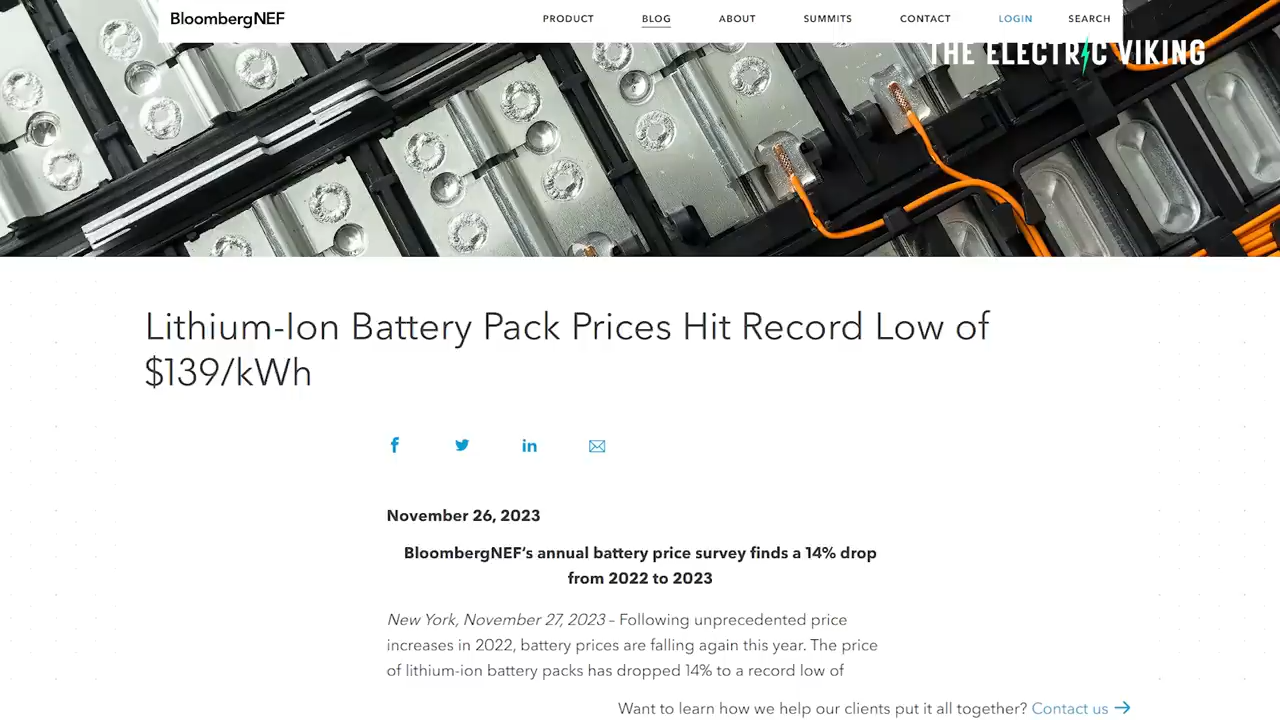 BloombergNEF PRODUCT BLOG ABOUT SUMMITS CONTACT LOGIN SEARCH
THE ELECTRIC VIKING
Lithium-Ion Battery Pack Prices Hit Record Low of
$139/kWh
November 26, 2023
BloombergNEF's annual battery price survey finds a 14% drop
from 2022 to 2023
New York, November 27, 2023 – Following unprecedented price
increases in 2022, battery prices are falling again this year. The price
of lithium-ion battery packs has dropped 14% to a record low of
Want to learn how we help our clients put it all together? Contact us →